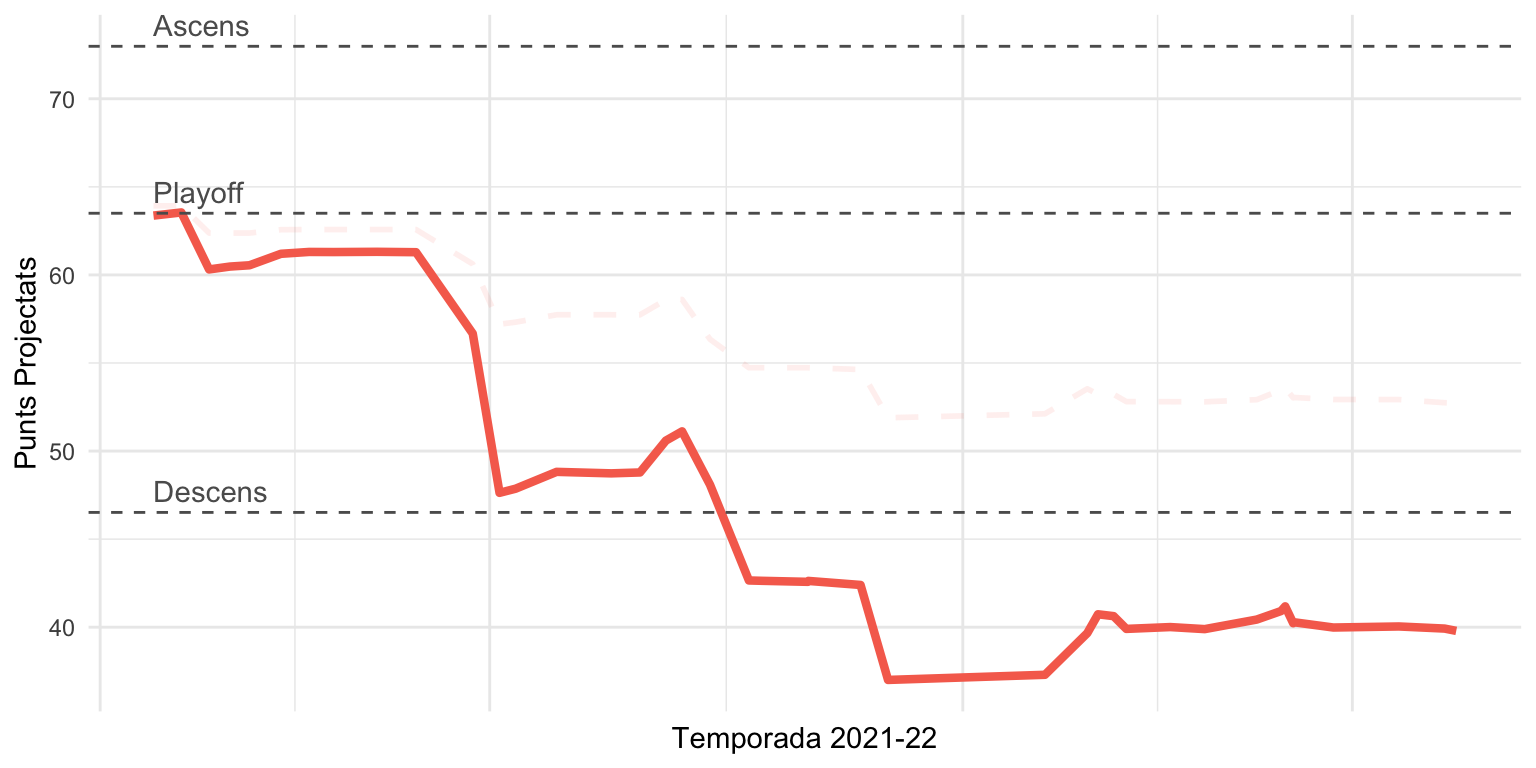 Ascens
70
Playoff
60
Punts Projectats
50
Descens
40
Temporada 2021-22